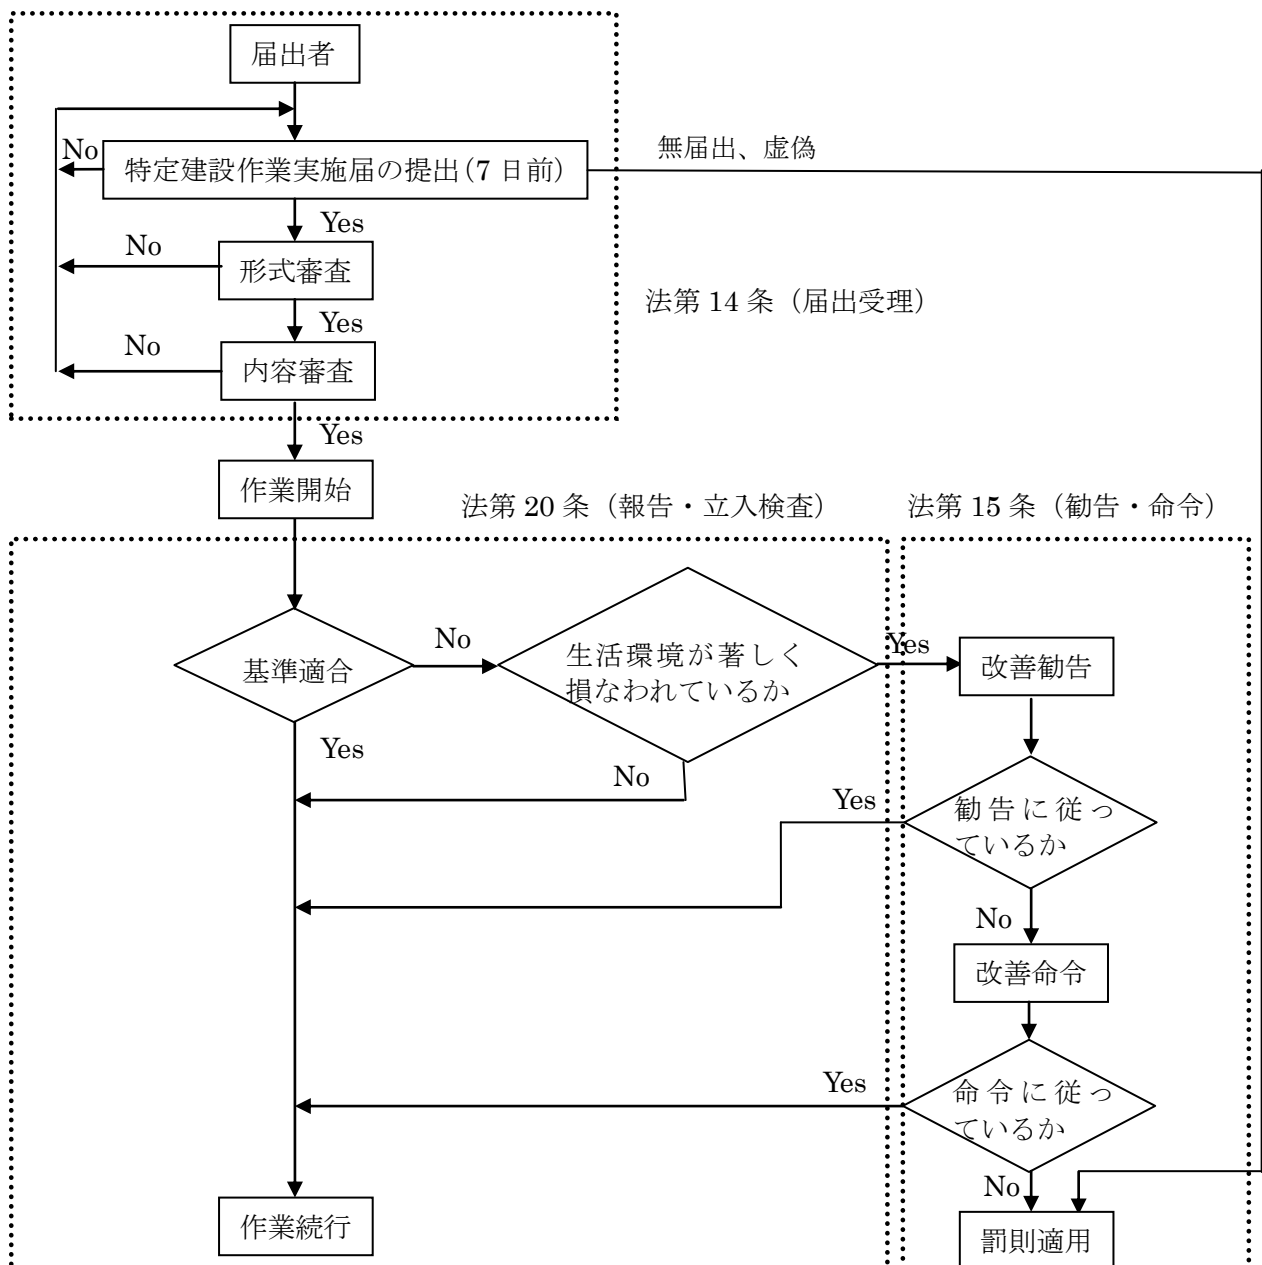 届出者
No
特定建設作業実施届の提出(7 日前)
無届出、虚偽
Yes
No
形式審査
法第 14 条（届出受理）
Yes
No
内容審査
Yes
作業開始
法第 20 条（報告・立入検査）
法第 15 条（勧告・命令）
基準適合
No
生活環境が著しく
損なわれているか
Yes
改善勧告
Yes
No
Yes
勧告に従っ
ているか
No
改善命令
Yes
命令に従っ
ているか
No
作業続行
罰則適用